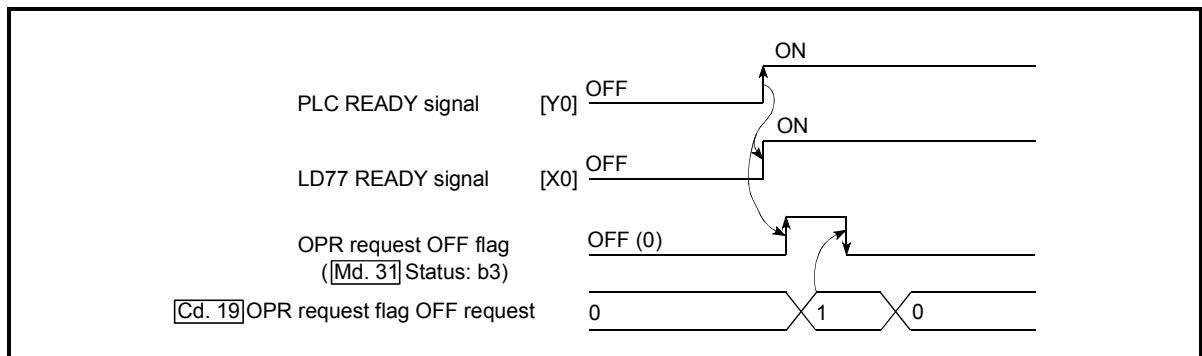 ON
PLC READY signal [Y0] OFF
ON
LD77 READY signal [X0] OFF
OPR request OFF flag OFF (0)
( Md. 31 Status: b3)
Cd. 19 OPR request flag OFF request 0 1 0